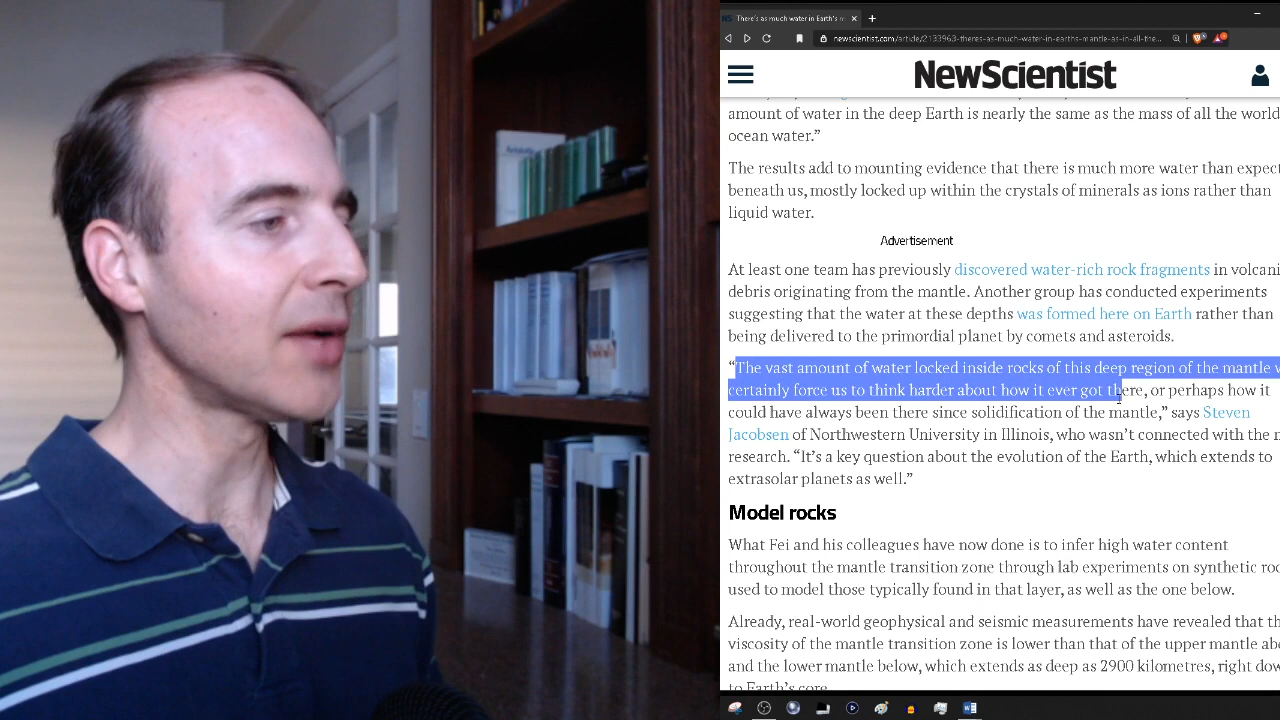 There's as much water in Earth's m
newscientist.com/article/2133963-theres-as-much-water-in-earths-mantle-as-in-all-the...
NewScientist
amount of water in the deep Earth is nearly the same as the mass of all the world
ocean water.”
The results add to mounting evidence that there is much more water than expect
beneath us, mostly locked up within the crystals of minerals as ions rather than
liquid water.
Advertisement
At least one team has previously discovered water-rich rock fragments in volcani
debris originating from the mantle. Another group has conducted experiments
suggesting that the water at these depths was formed here on Earth rather than
being delivered to the primordial planet by comets and asteroids.
“The vast amount of water locked inside rocks of this deep region of the mantle w
certainly force us to think harder about how it ever got there, or perhaps how it
could have always been there since solidification of the mantle,” says Steven
Jacobsen of Northwestern University in Illinois, who wasn’t connected with the n
research. “It’s a key question about the evolution of the Earth, which extends to
extrasolar planets as well.”
Model rocks
What Fei and his colleagues have now done is to infer high water content
throughout the mantle transition zone through lab experiments on synthetic roc
used to model those typically found in that layer, as well as the one below.
Already, real-world geophysical and seismic measurements have revealed that th
viscosity of the mantle transition zone is lower than that of the upper mantle abo
and the lower mantle below, which extends as deep as 2900 kilometres, right dow
to Earth’s core.